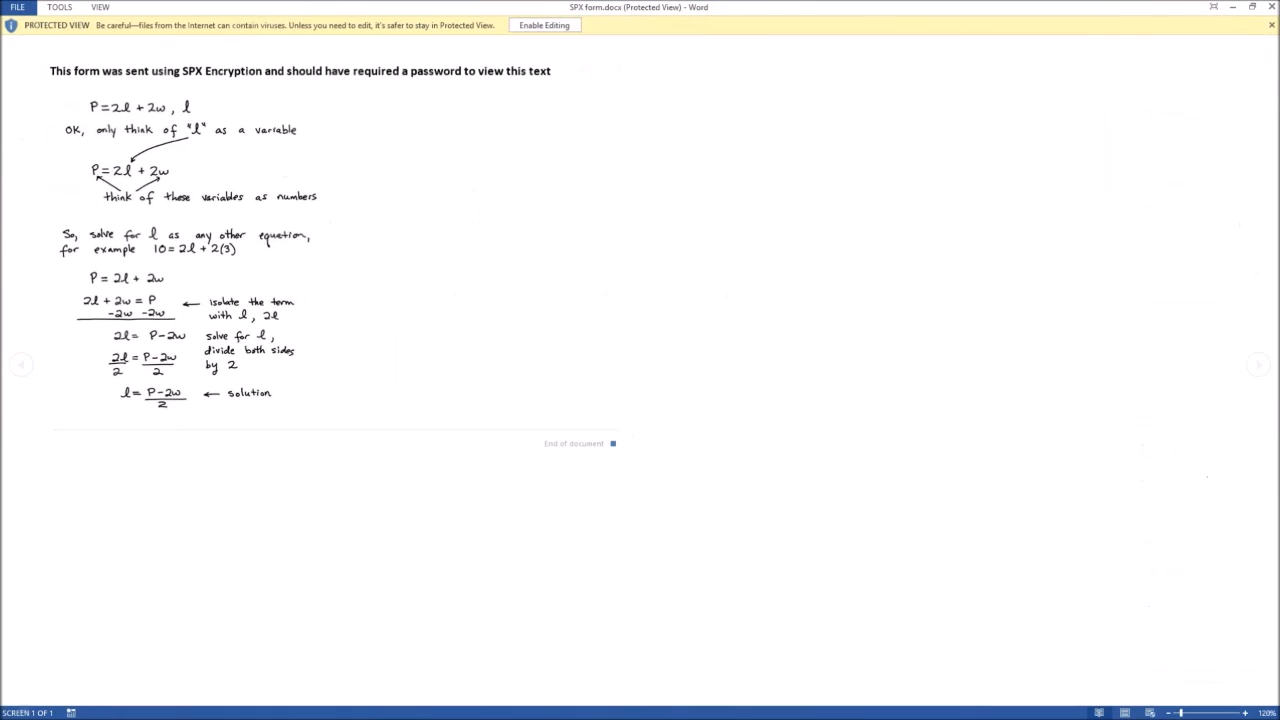 FILE TOOLS VIEW SPX form.docx (Protected View) - Word
PROTECTED VIEW Be careful—files from the Internet can contain viruses. Unless you need to edit, it's safer to stay in Protected View. Enable Editing
This form was sent using SPX Encryption and should have required a password to view this text
P = 2l + 2w , l
OK, only think of "l" as a variable
P = 2l + 2w
think of these variables as numbers
So, solve for l as any other equation,
for example 10 = 2l + 2(3)
P = 2l + 2w
2l + 2w = P ← isolate the term
-2w -2w with l, 2l
2l = P - 2w solve for l,
2l/2 = P-2w/2 divide both sides
by 2
l = P-2w/2 ← solution
End of document
SCREEN 1 OF 1 120%